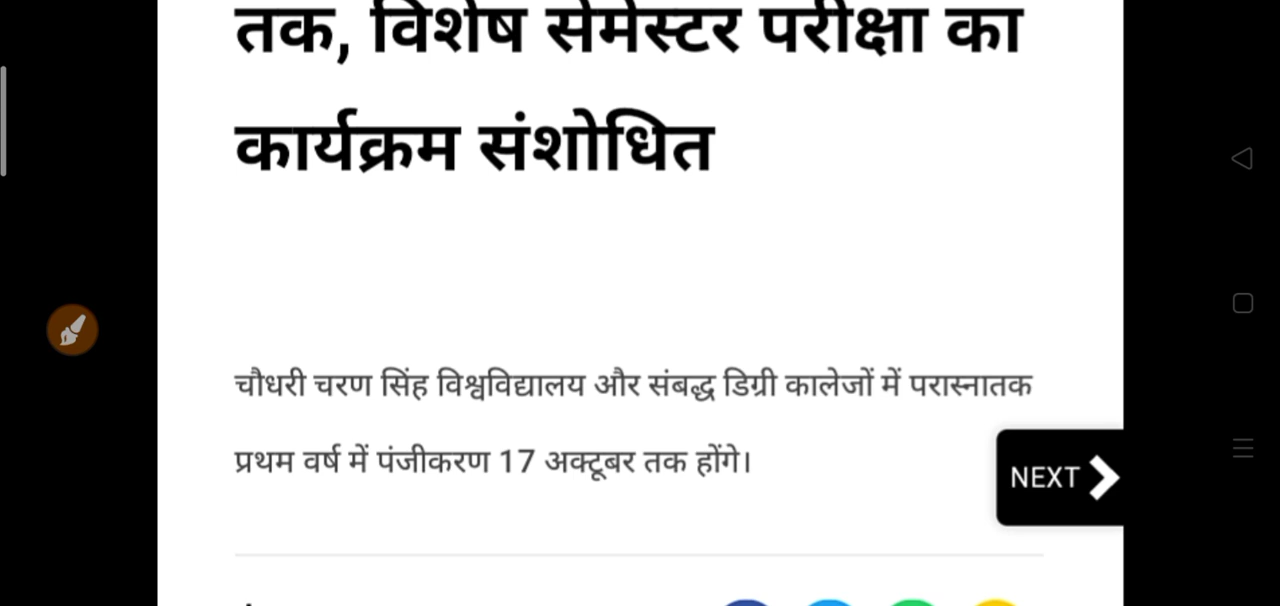 तक, विशेष सेमेस्टर परीक्षा का
कार्यक्रम संशोधित
चौधरी चरण सिंह विश्वविद्यालय और संबद्ध डिग्री कालेजों में परास्नातक
प्रथम वर्ष में पंजीकरण 17 अक्टूबर तक होंगे।
NEXT